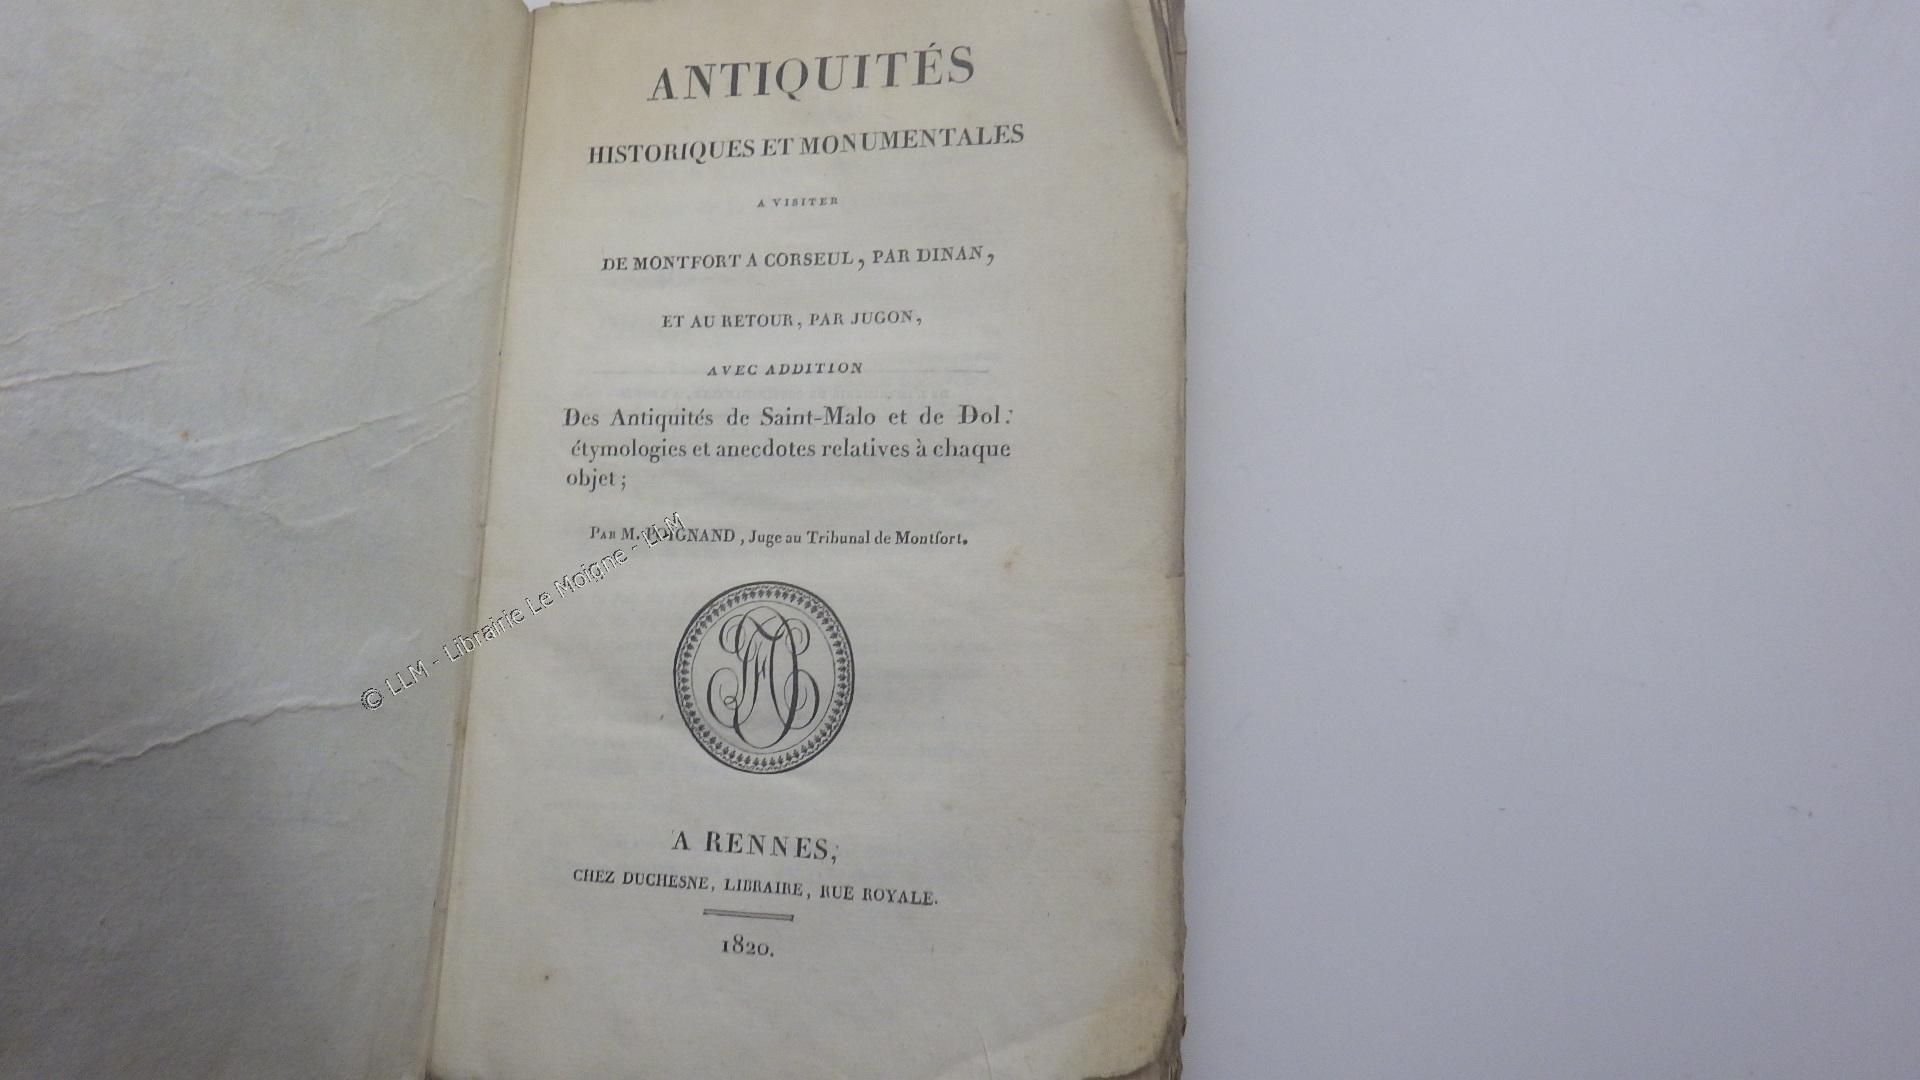 ANTIQUITÉS
HISTORIQUES ET MONUMENTALES
A VISITER
DE MONTFORT A CORSEUL, PAR DINAN,
ET AU RETOUR, PAR JUGON,
AVEC ADDITION
Des Antiquités de Saint-Malo et de Dol:
étymologies et anecdotes relatives à chaque
objet;
PAR M. POIGNAND, Juge au Tribunal de Montfort.
© LLM - Librairie Le Moigne - LLM
A RENNES,
CHEZ DUCHESNE, LIBRAIRE, RUE ROYALE.
1820.